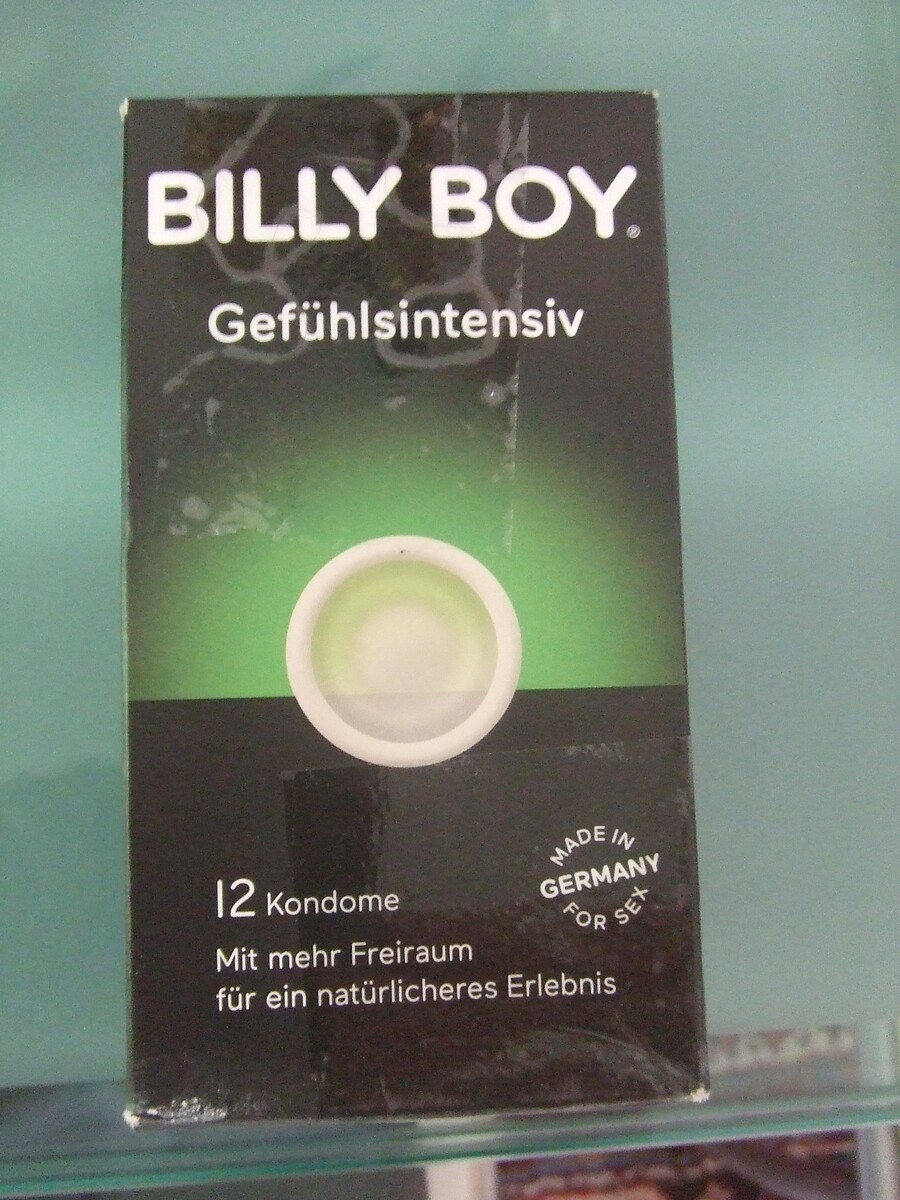 BILLY BOY®
Gefühlsintensiv
MADE IN
GERMANY
FOR SEX
12 Kondome
Mit mehr Freiraum
für ein natürlicheres Erlebnis